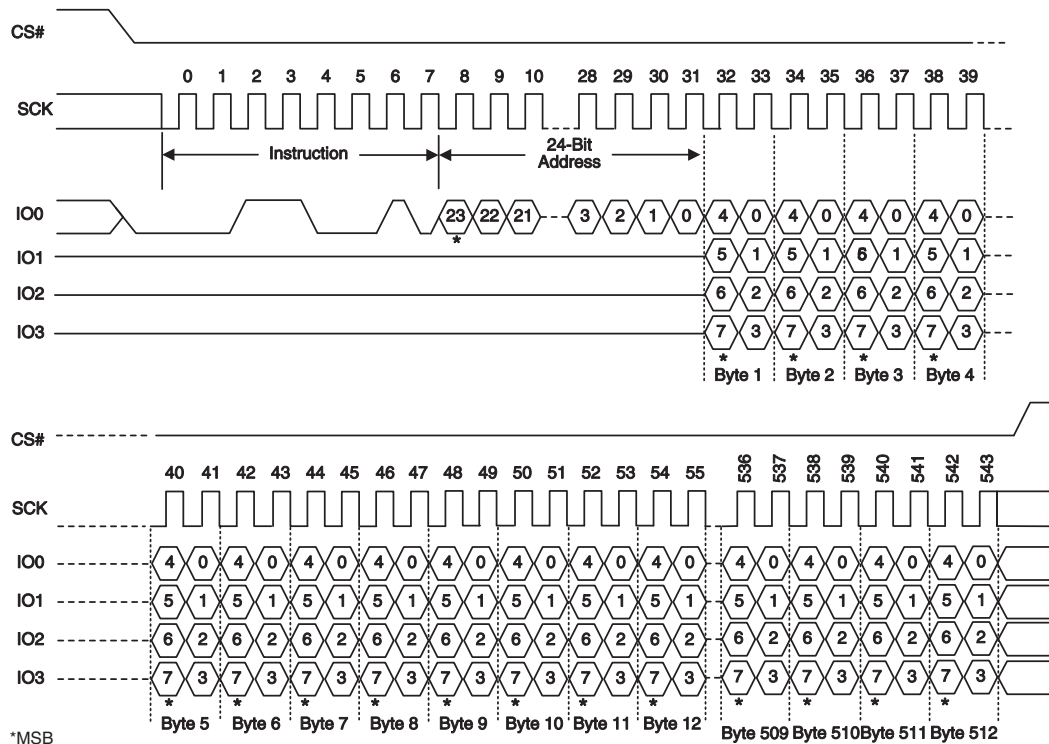 CS#
0 1 2 3 4 5 6 7 8 9 10 28 29 30 31 32 33 34 35 36 37 38 39
SCK
Instruction
24-Bit
Address
IO0 23 22 21 3 2 1 0 4 0 4 0 4 0 4 0
*
IO1 5 1 5 1 6 1 5 1
IO2 6 2 6 2 6 2 6 2
IO3 7 3 7 3 7 3 7 3
* * * *
Byte 1 Byte 2 Byte 3 Byte 4
CS#
40 41 42 43 44 45 46 47 48 49 50 51 52 53 54 55 536 537 538 539 540 541 542 543
SCK
IO0 4 0 4 0 4 0 4 0 4 0 4 0 4 0 4 0 4 0 4 0 4 0 4 0
IO1 5 1 5 1 5 1 5 1 5 1 5 1 5 1 5 1 5 1 5 1 5 1 5 1
IO2 6 2 6 2 6 2 6 2 6 2 6 2 6 2 6 2 6 2 6 2 6 2 6 2
IO3 7 3 7 3 7 3 7 3 7 3 7 3 7 3 7 3 7 3 7 3 7 3 7 3
* * * * * * * * * * * *
Byte 5 Byte 6 Byte 7 Byte 8 Byte 9 Byte 10 Byte 11 Byte 12 Byte 509 Byte 510 Byte 511 Byte 512
*MSB